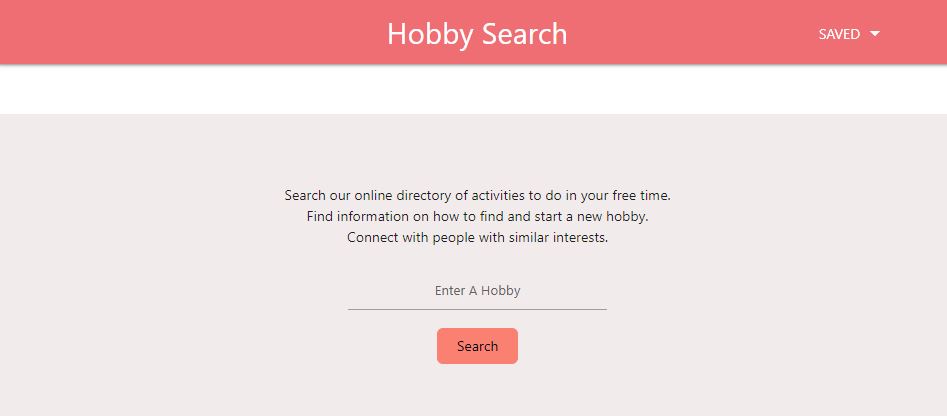 Hobby Search
SAVED
Search our online directory of activities to do in your free time.
Find information on how to find and start a new hobby.
Connect with people with similar interests.
Enter A Hobby
Search